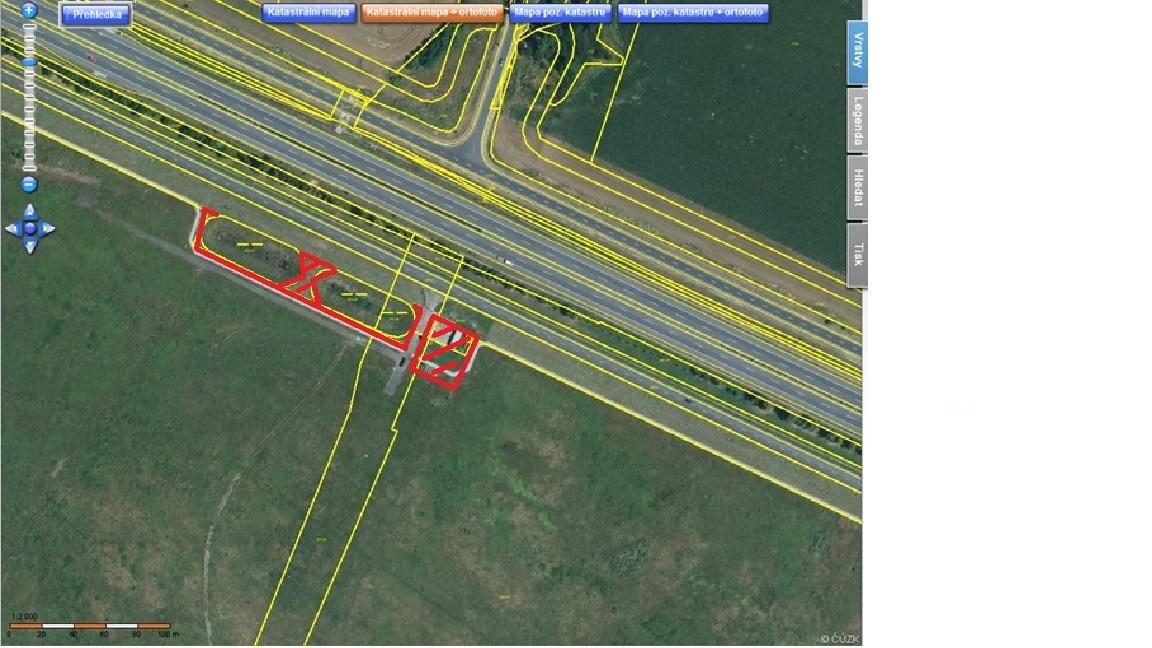 Přehledka
Katastrální mapa
Katastrální mapa + ortofoto
Mapa poz. katastru
Mapa poz. katastru + ortofoto
Vrstvy
Legenda
Hledat
Tisk
1:2 000
0 20 40 60 80 100 m
© ČÚZK